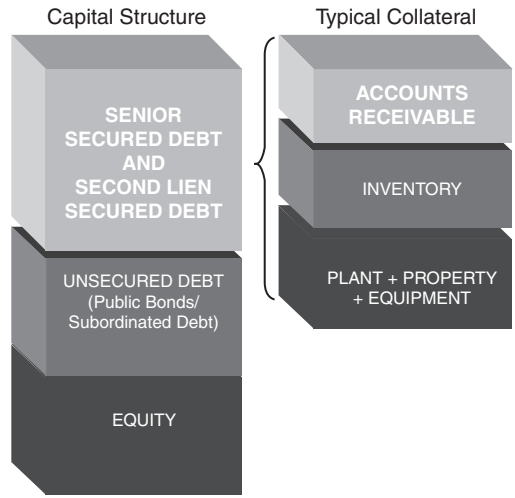 Capital Structure
SENIOR
SECURED DEBT
AND
SECOND LIEN
SECURED DEBT
UNSECURED DEBT
(Public Bonds/
Subordinated Debt)
EQUITY
Typical Collateral
ACCOUNTS
RECEIVABLE
INVENTORY
PLANT + PROPERTY
+ EQUIPMENT